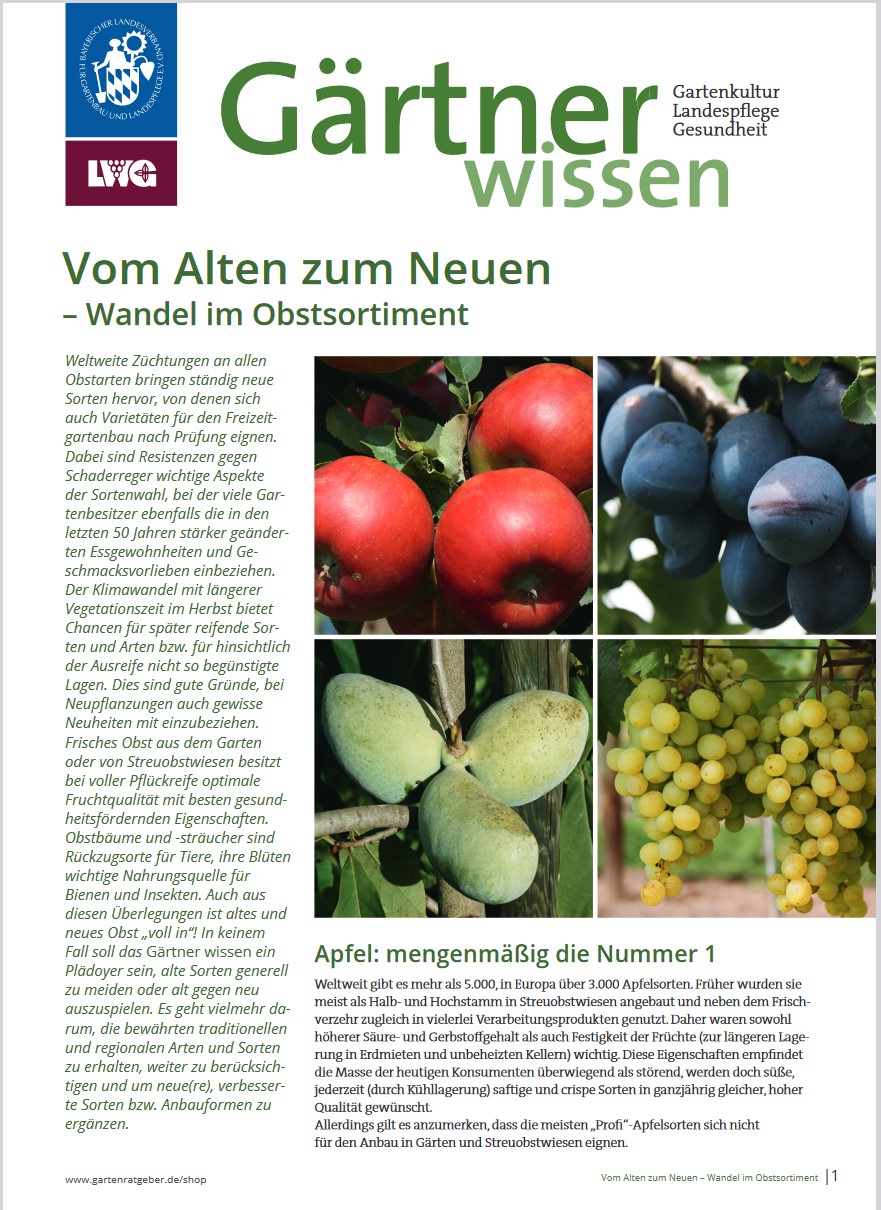 BAYERISCHER LANDESVERBAND
FÜR GARTENBAU UND LANDESPFLEGE E.V.
LWG
Gärtner
wissen
Gartenkultur
Landespflege
Gesundheit
Vom Alten zum Neuen
– Wandel im Obstsortiment
Weltweite Züchtungen an allen
Obstarten bringen ständig neue
Sorten hervor, von denen sich
auch Varietäten für den Freizeit-
gartenbau nach Prüfung eignen.
Dabei sind Resistenzen gegen
Schaderreger wichtige Aspekte
der Sortenwahl, bei der viele Gar-
tenbesitzer ebenfalls die in den
letzten 50 Jahren stärker geänder-
ten Essgewohnheiten und Ge-
schmacksvorlieben einbeziehen.
Der Klimawandel mit längerer
Vegetationszeit im Herbst bietet
Chancen für später reifende Sor-
ten und Arten bzw. für hinsichtlich
der Ausreife nicht so begünstigte
Lagen. Dies sind gute Gründe, bei
Neupflanzungen auch gewisse
Neuheiten mit einzubeziehen.
Frisches Obst aus dem Garten
oder von Streuobstwiesen besitzt
bei voller Pflückreife optimale
Fruchtqualität mit besten gesund-
heitsfördernden Eigenschaften.
Obstbäume und -sträucher sind
Rückzugsorte für Tiere, ihre Blüten
wichtige Nahrungsquelle für
Bienen und Insekten. Auch aus
diesen Überlegungen ist altes und
neues Obst „voll in“! In keinem
Fall soll das Gärtner wissen ein
Plädoyer sein, alte Sorten generell
zu meiden oder alt gegen neu
auszuspielen. Es geht vielmehr da-
rum, die bewährten traditionellen
und regionalen Arten und Sorten
zu erhalten, weiter zu berücksich-
tigen und um neue(re), verbesser-
te Sorten bzw. Anbauformen zu
ergänzen.
Apfel: mengenmäßig die Nummer 1
Weltweit gibt es mehr als 5.000, in Europa über 3.000 Apfelsorten. Früher wurden sie
meist als Halb- und Hochstamm in Streuobstwiesen angebaut und neben dem Frisch-
verzehr zugleich in vielerlei Verarbeitungsprodukten genutzt. Daher waren sowohl
höherer Säure- und Gerbstoffgehalt als auch Festigkeit der Früchte (zur längeren Lage-
rung in Erdmieten und unbeheizten Kellern) wichtig. Diese Eigenschaften empfindet
die Masse der heutigen Konsumenten überwiegend als störend, werden doch süße,
jederzeit (durch Kühllagerung) saftige und crispe Sorten in ganzjährig gleicher, hoher
Qualität gewünscht.
Allerdings gilt es anzumerken, dass die meisten „Profi“-Apfelsorten sich nicht
für den Anbau in Gärten und Streuobstwiesen eignen.
www.gartenratgeber.de/shop
Vom Alten zum Neuen – Wandel im Obstsortiment | 1